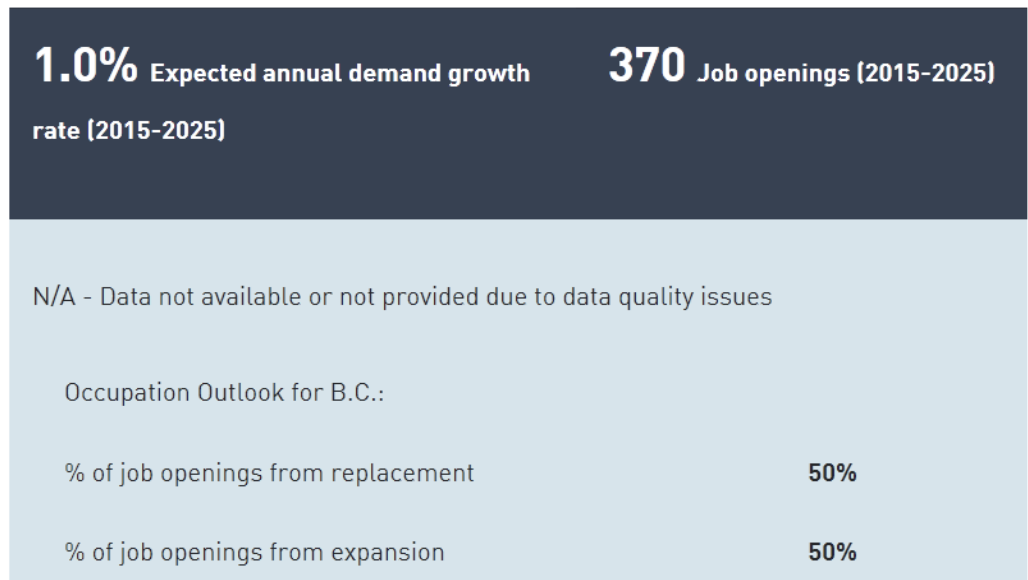 1.0% Expected annual demand growth
rate (2015-2025)
370 Job openings (2015-2025)
N/A - Data not available or not provided due to data quality issues
Occupation Outlook for B.C.:
% of job openings from replacement 50%
% of job openings from expansion 50%